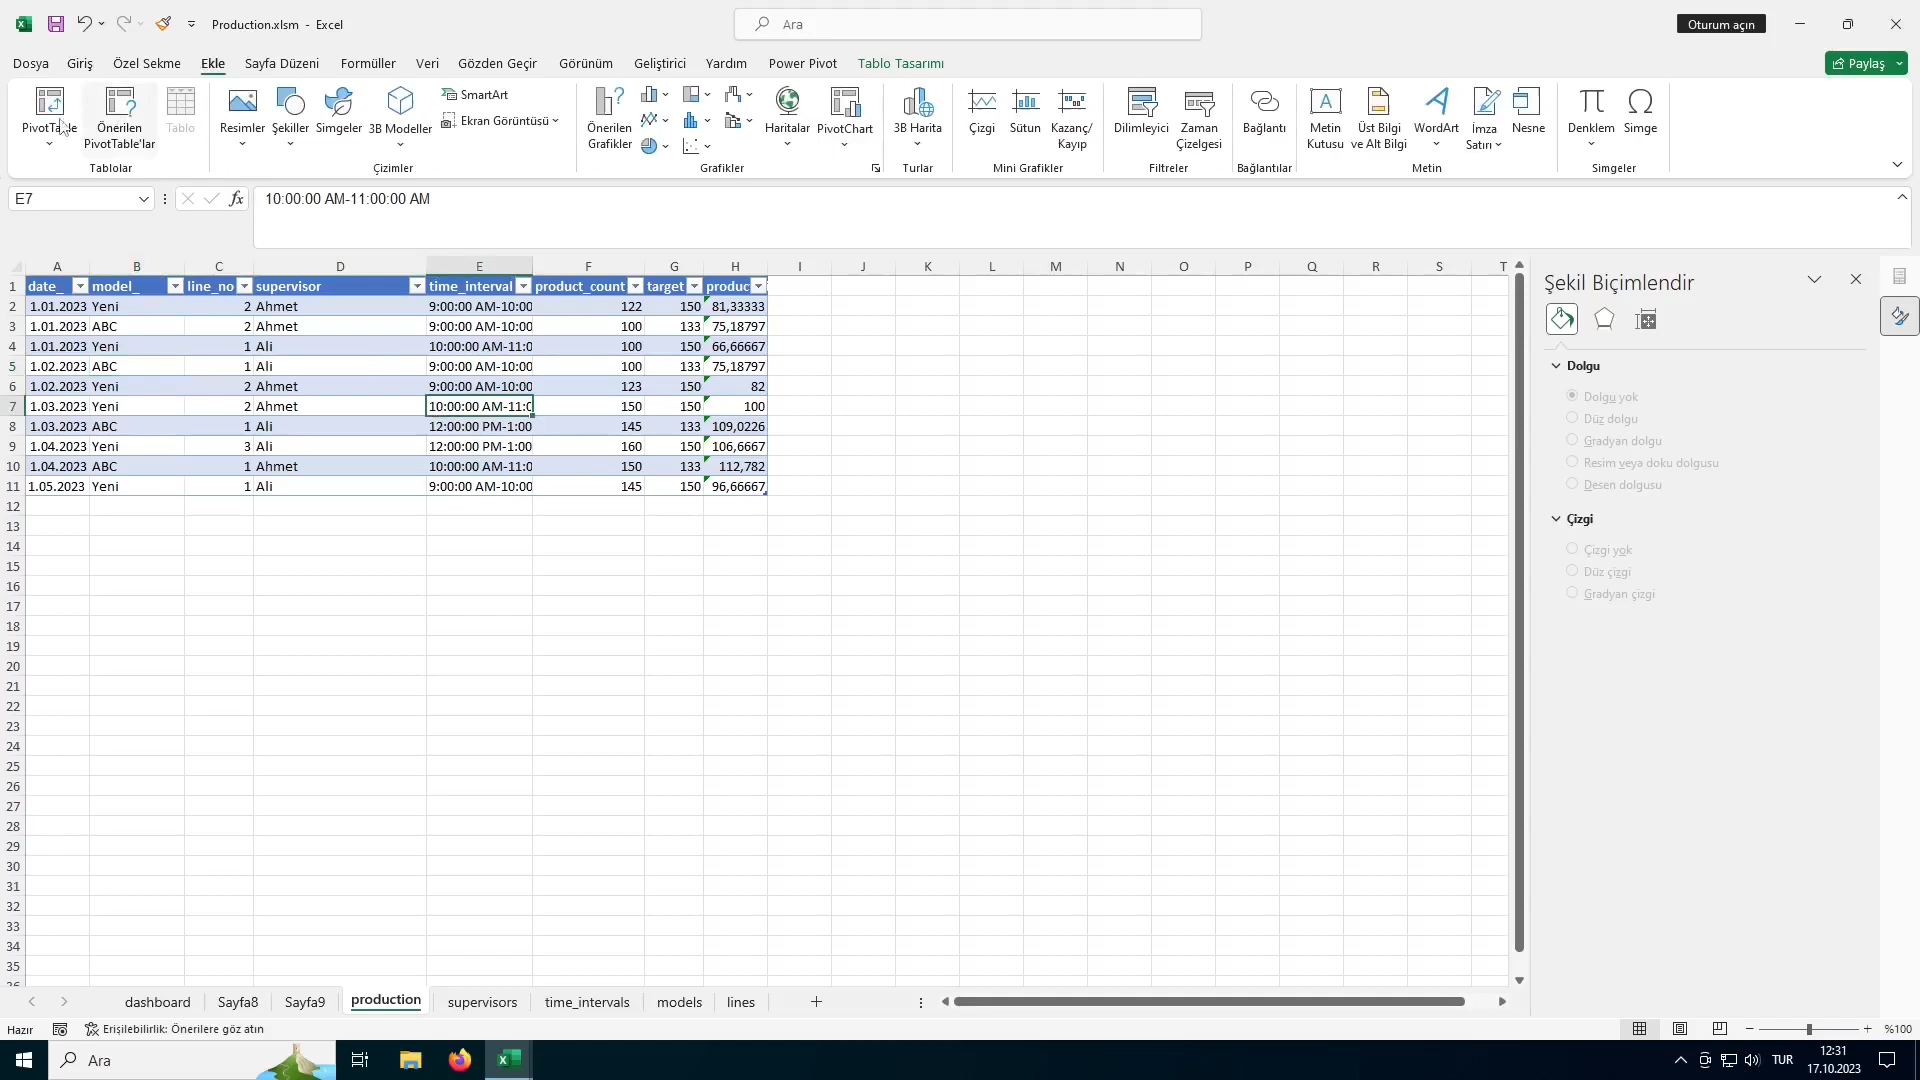 Production.xlsm - Excel
Ara
Oturum açın
Dosya Giriş Özel Sekme Ekle Sayfa Düzeni Formüller Veri Gözden Geçir Görünüm Geliştirici Yardım Power Pivot Tablo Tasarımı
Paylaş
PivotTable
Önerilen
PivotTable'lar
Tablo
Tablolar
Resimler
Şekiller
Simgeler
3B Modeller
SmartArt
Ekran Görüntüsü
Çizimler
Önerilen
Grafikler
Haritalar
PivotChart
Grafikler
3B Harita
Turlar
Çizgi
Sütun
Kazanç/
Kayıp
Mini Grafikler
Dilimleyici
Zaman
Çizelgesi
Filtreler
Bağlantı
Bağlantılar
Metin
Kutusu
Üst Bilgi
ve Alt Bilgi
WordArt
İmza
Satırı
Nesne
Metin
Denklem
Simge
Simgeler
E7
fx
10:00:00 AM-11:00:00 AM
A B C D E F G H I J K L M N O P Q R S T
1 date_ model_ line_no supervisor time_interval product_count target produc
2 1.01.2023 Yeni 2 Ahmet 9:00:00 AM-10:00 122 150 81,33333
3 1.01.2023 ABC 2 Ahmet 9:00:00 AM-10:00 100 133 75,18797
4 1.01.2023 Yeni 1 Ali 10:00:00 AM-11:0 100 150 66,66667
5 1.02.2023 ABC 1 Ali 9:00:00 AM-10:00 100 133 75,18797
6 1.02.2023 Yeni 2 Ahmet 9:00:00 AM-10:00 123 150 82
7 1.03.2023 Yeni 2 Ahmet 10:00:00 AM-11:0 150 150 100
8 1.03.2023 ABC 1 Ali 12:00:00 PM-1:00 145 133 109,0226
9 1.04.2023 Yeni 3 Ali 12:00:00 PM-1:00 160 150 106,6667
10 1.04.2023 ABC 1 Ahmet 10:00:00 AM-11:0 150 133 112,782
11 1.05.2023 Yeni 1 Ali 9:00:00 AM-10:00 145 150 96,66667
12
13
14
15
16
17
18
19
20
21
22
23
24
25
26
27
28
29
30
31
32
33
34
35
Şekil Biçimlendir
Dolgu
Dolgu yok
Düz dolgu
Gradyan dolgu
Resim veya doku dolgusu
Desen dolgusu
Çizgi
Çizgi yok
Düz çizgi
Gradyan çizgi
dashboard Sayfa8 Sayfa9 production supervisors time_intervals models lines
Hazır
Erişilebilirlik: Önerilere göz atın
%100
Ara
TUR
12:31
17.10.2023